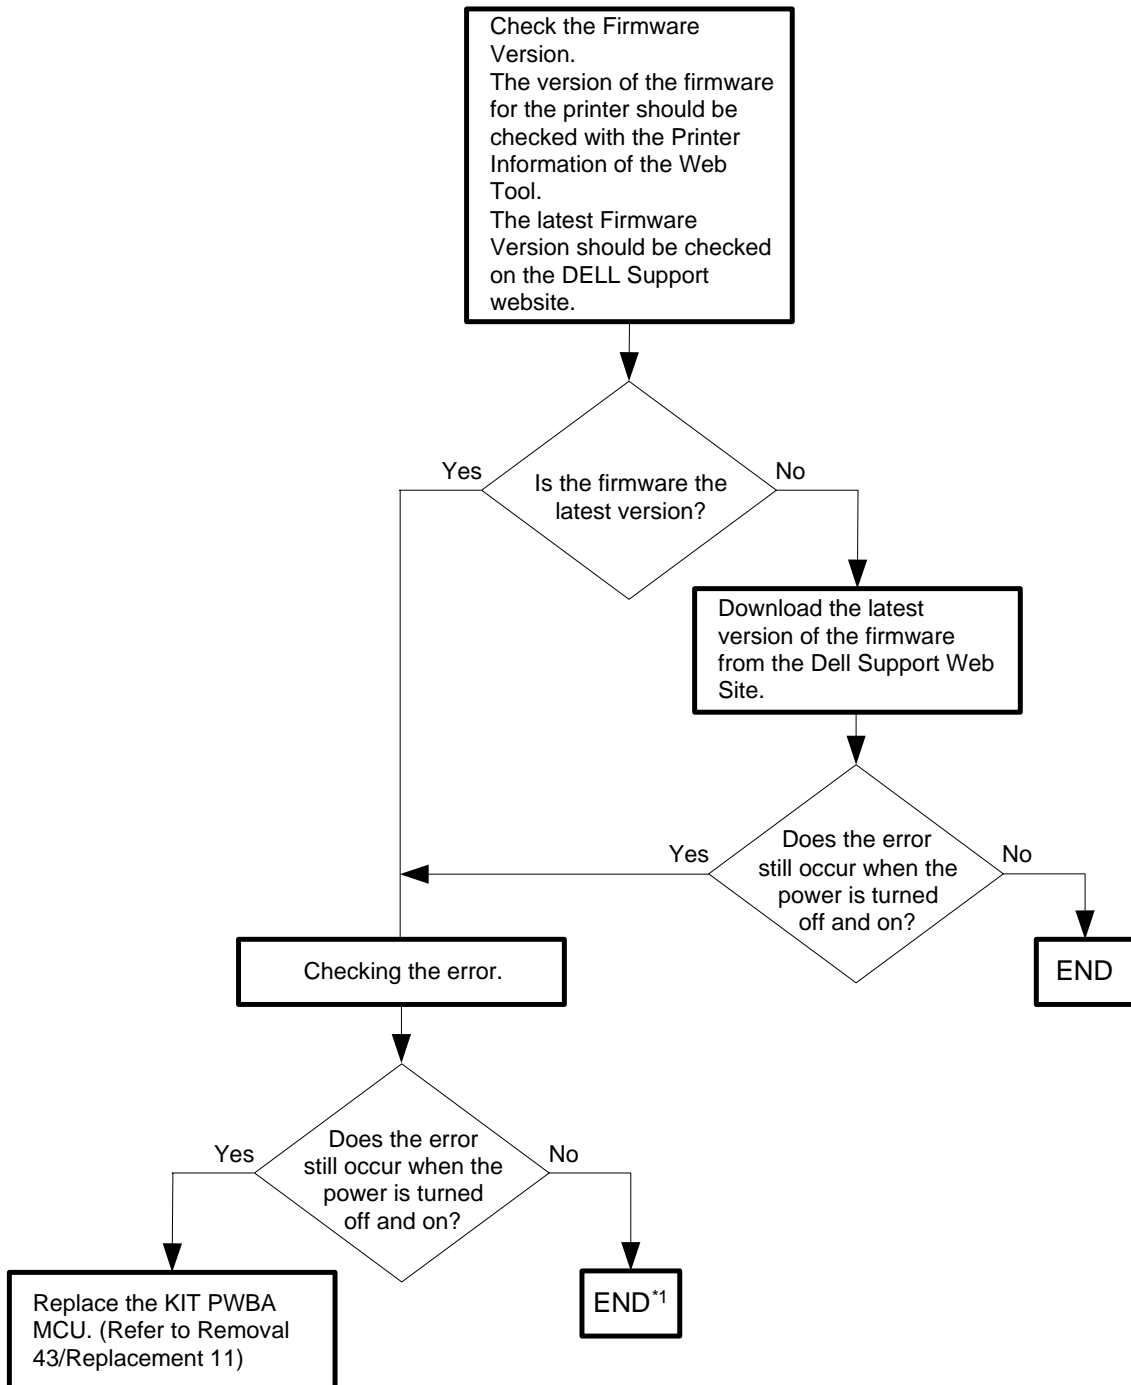 Check the Firmware
Version.
The version of the firmware
for the printer should be
checked with the Printer
Information of the Web
Tool.
The latest Firmware
Version should be checked
on the DELL Support
website.
Yes
No
Is the firmware the
latest version?
Download the latest
version of the firmware
from the Dell Support Web
Site.
Yes
No
Does the error
still occur when the
power is turned
off and on?
END
Checking the error.
Yes
No
Does the error
still occur when the
power is turned
off and on?
END*1
Replace the KIT PWBA
MCU. (Refer to Removal
43/Replacement 11)